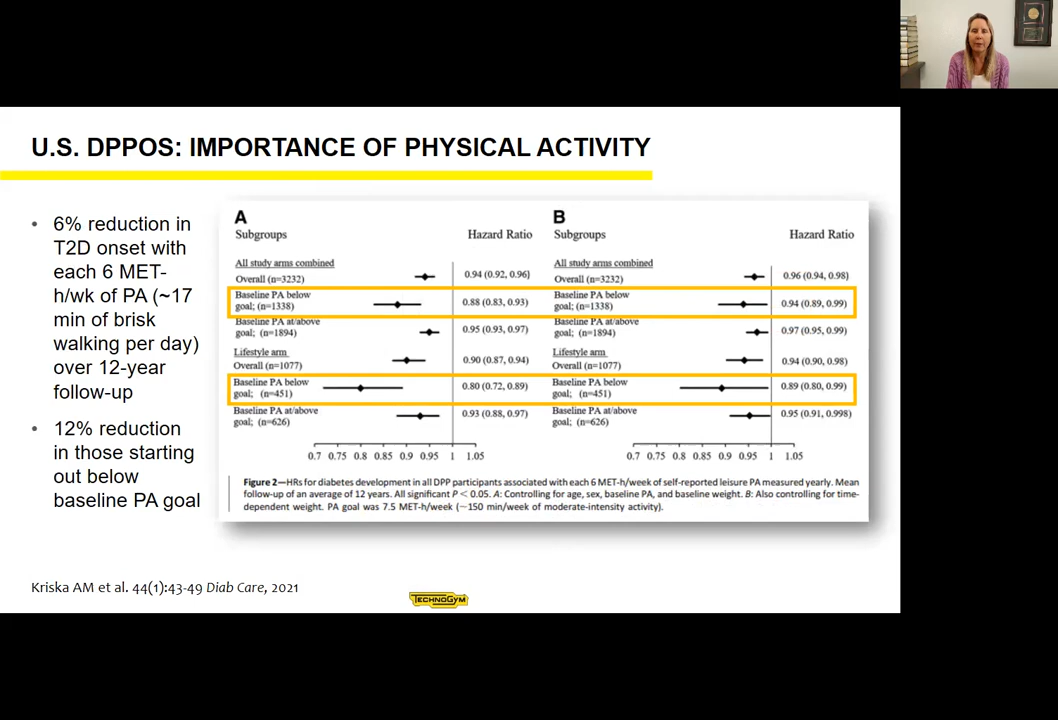 U.S. DPPOS: IMPORTANCE OF PHYSICAL ACTIVITY
• 6% reduction in
T2D onset with
each 6 MET-
h/wk of PA (~17
min of brisk
walking per day)
over 12-year
follow-up
• 12% reduction
in those starting
out below
baseline PA goal
A
Subgroups Hazard Ratio
All study arms combined
Overall (n=3232) 0.94 (0.92, 0.96)
Baseline PA below
goal; (n=1338) 0.88 (0.83, 0.93)
Baseline PA at/above
goal; (n=1894) 0.95 (0.93, 0.97)
Lifestyle arm
Overall (n=1077) 0.90 (0.87, 0.94)
Baseline PA below
goal; (n=451) 0.80 (0.72, 0.89)
Baseline PA at/above
goal; (n=626) 0.93 (0.88, 0.97)
0.7 0.75 0.8 0.85 0.9 0.95 1 1.05
B
Subgroups Hazard Ratio
All study arms combined
Overall (n=3232) 0.96 (0.94, 0.98)
Baseline PA below
goal; (n=1338) 0.94 (0.89, 0.99)
Baseline PA at/above
goal; (n=1894) 0.97 (0.95, 0.99)
Lifestyle arm
Overall (n=1077) 0.94 (0.90, 0.98)
Baseline PA below
goal; (n=451) 0.89 (0.80, 0.99)
Baseline PA at/above
goal; (n=626) 0.95 (0.91, 0.998)
0.7 0.75 0.8 0.85 0.9 0.95 1 1.05
Figure 2—HRs for diabetes development in all DPP participants associated with each 6 MET-h/week of self-reported leisure PA measured yearly. Mean
follow-up of an average of 12 years. All significant P < 0.05. A: Controlling for age, sex, baseline PA, and baseline weight. B: Also controlling for time-
dependent weight. PA goal was 7.5 MET-h/week (~150 min/week of moderate-intensity activity).
Kriska AM et al. 44(1):43-49 Diab Care, 2021
TECHNOGYM